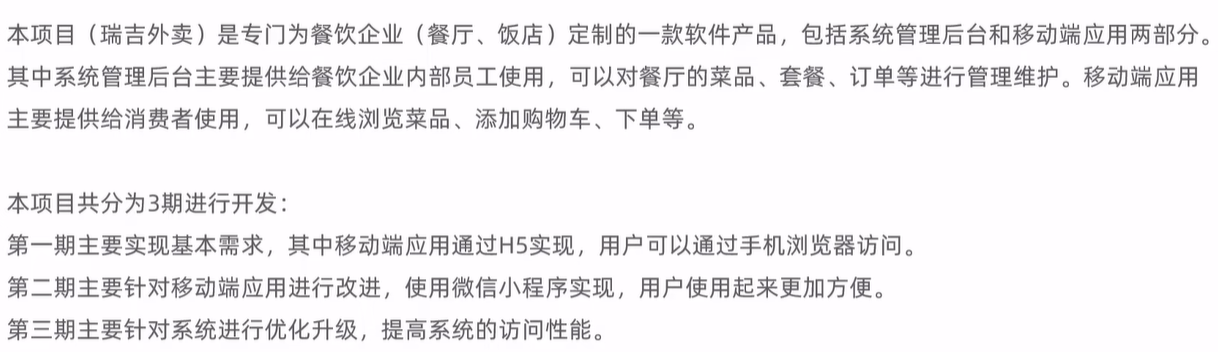 本项目（瑞吉外卖）是专门为餐饮企业（餐厅、饭店）定制的一款软件产品，包括系统管理后台和移动端应用两部分。
其中系统管理后台主要提供给餐饮企业内部员工使用，可以对餐厅的菜品、套餐、订单等进行管理维护。移动端应用
主要提供给消费者使用，可以在线浏览菜品、添加购物车、下单等。
本项目共分为3期进行开发：
第一期主要实现基本需求，其中移动端应用通过H5实现，用户可以通过手机浏览器访问。
第二期主要针对移动端应用进行改进，使用微信小程序实现，用户使用起来更加方便。
第三期主要针对系统进行优化升级，提高系统的访问性能。